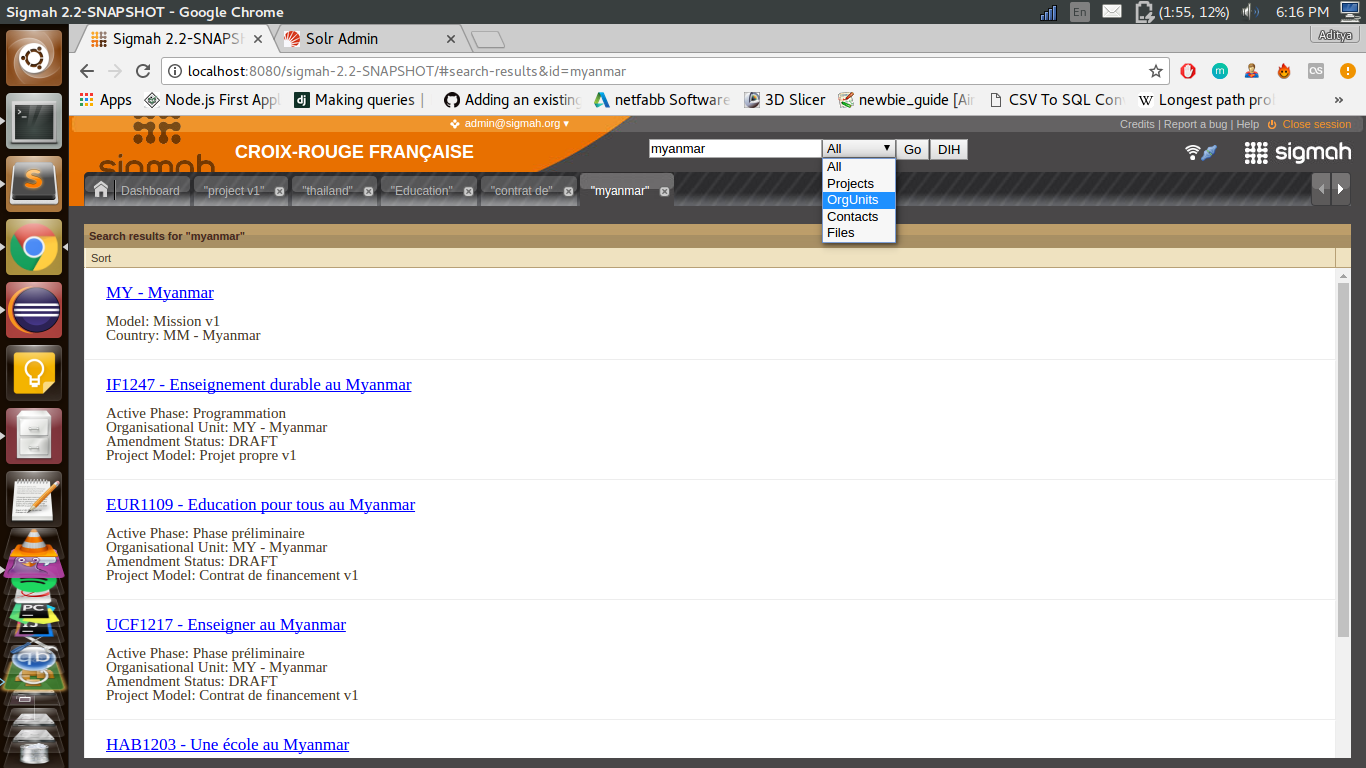 Sigmah 2.2-SNAPSHOT - Google Chrome
En
(1:55, 12%)
6:16 PM
Sigmah 2.2-SNAPSH
Solr Admin
Aditya
localhost:8080/sigmah-2.2-SNAPSHOT/#search-results&id=myanmar
Apps
Node.js First Appl
Making queries |
Adding an existing
netfabb Software
3D Slicer
newbie_guide [Air
CSV To SQL Con
Longest path prol
»
admin@sigmah.org ▾
Credits | Report a bug | Help
Close session
sigmah
CROIX-ROUGE FRANÇAISE
myanmar
All
Go
DIH
sigmah
All
Projects
OrgUnits
Contacts
Files
Dashboard
"project v1"
"thailand"
"Education"
"contrat de"
"myanmar"
Search results for "myanmar"
Sort
MY - Myanmar
Model: Mission v1
Country: MM - Myanmar
IF1247 - Enseignement durable au Myanmar
Active Phase: Programmation
Organisational Unit: MY - Myanmar
Amendment Status: DRAFT
Project Model: Projet propre v1
EUR1109 - Education pour tous au Myanmar
Active Phase: Phase préliminaire
Organisational Unit: MY - Myanmar
Amendment Status: DRAFT
Project Model: Contrat de financement v1
UCF1217 - Enseigner au Myanmar
Active Phase: Phase préliminaire
Organisational Unit: MY - Myanmar
Amendment Status: DRAFT
Project Model: Contrat de financement v1
HAB1203 - Une école au Myanmar